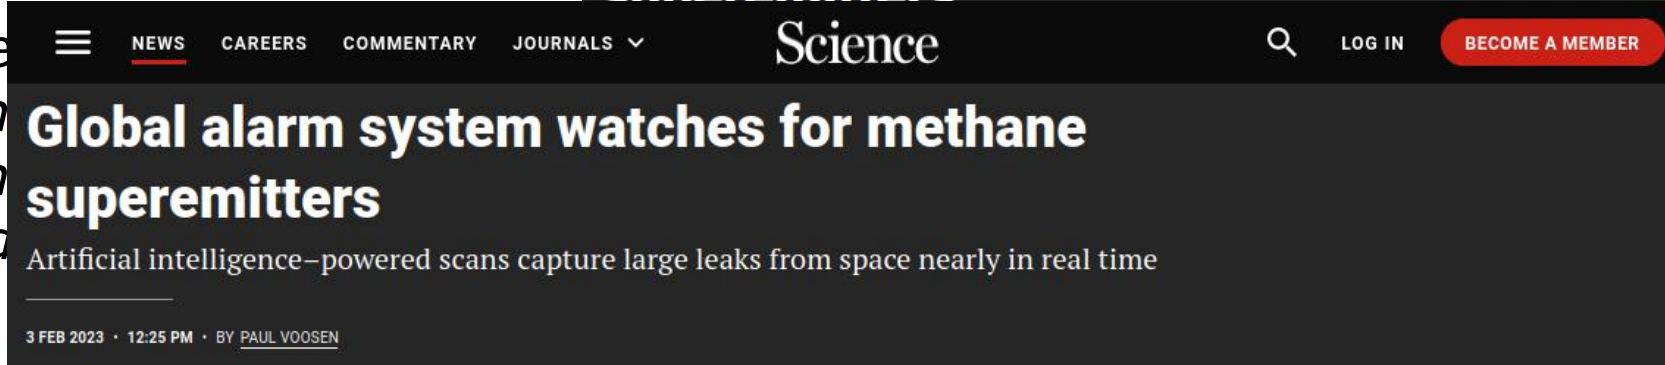 NEWS CAREERS COMMENTARY JOURNALS Science LOG IN BECOME A MEMBER
Global alarm system watches for methane
superemitters
Artificial intelligence–powered scans capture large leaks from space nearly in real time
3 FEB 2023 · 12:25 PM · BY PAUL VOOSEN